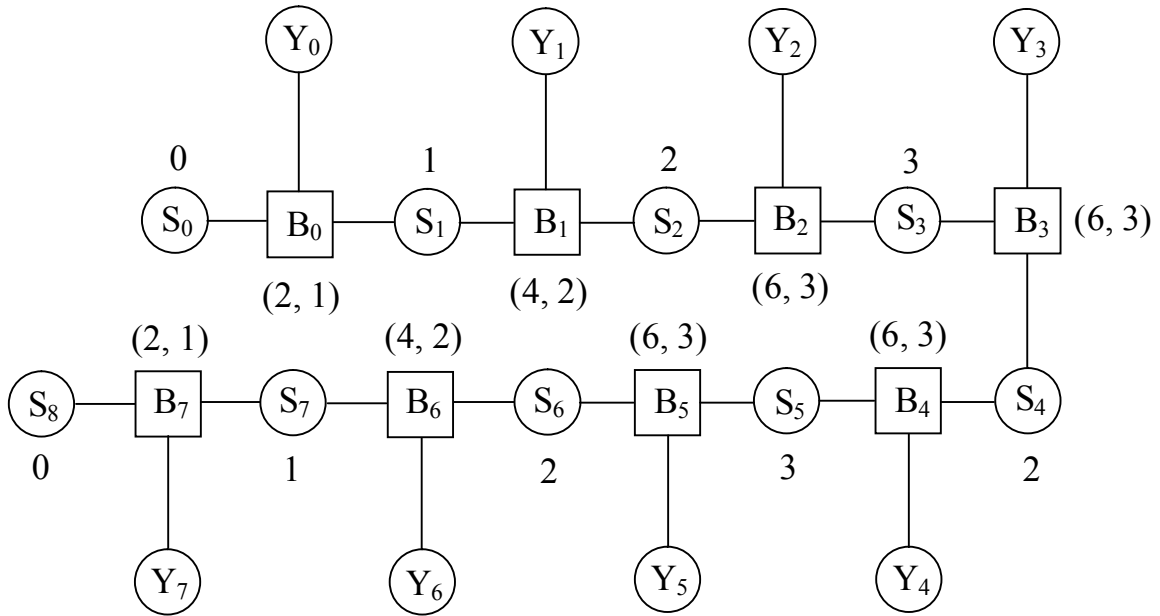 Y₀ Y₁ Y₂ Y₃
0 1 2 3
S₀ B₀ S₁ B₁ S₂ B₂ S₃ B₃ (6, 3)
(2, 1) (4, 2) (6, 3)
(2, 1) (4, 2) (6, 3) (6, 3)
S₈ B₇ S₇ B₆ S₆ B₅ S₅ B₄ S₄
0 1 2 3 2
Y₇ Y₆ Y₅ Y₄